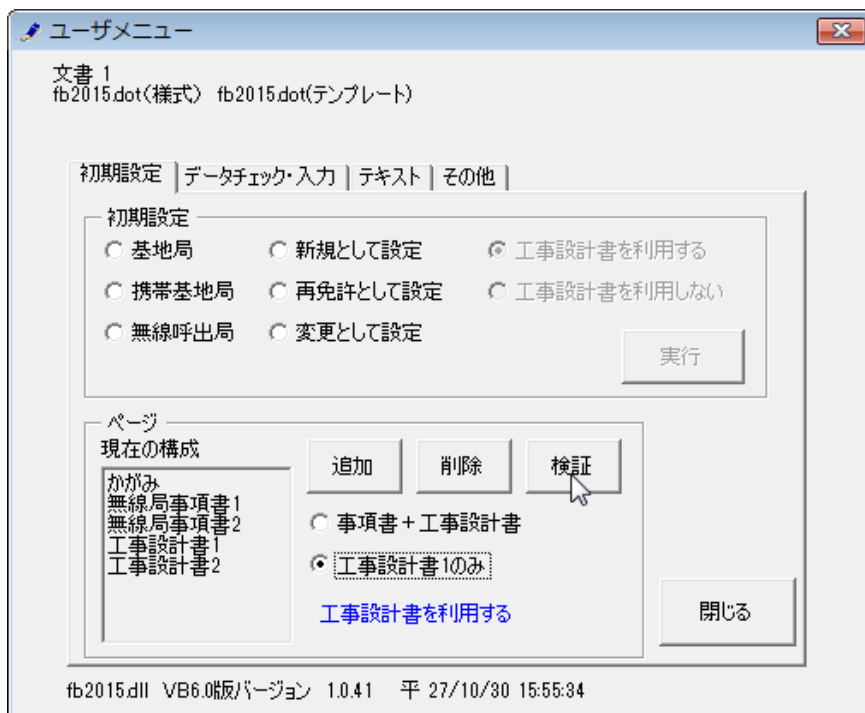 ユーザメニュー
文書 1
fb2015.dot(様式) fb2015.dot(テンプレート)
初期設定 データチェック・入力 テキスト その他
初期設定
基地局 新規として設定 工事設計書を利用する
携帯基地局 再免許として設定 工事設計書を利用しない
無線呼出局 変更として設定
実行
ページ
現在の構成
追加 削除 検証
かがみ
無線局事項書1
無線局事項書2
工事設計書1
工事設計書2
事項書+工事設計書
工事設計書1のみ
工事設計書を利用する
閉じる
fb2015.dll VB6.0版バージョン 1.0.41 平 27/10/30 15:55:34